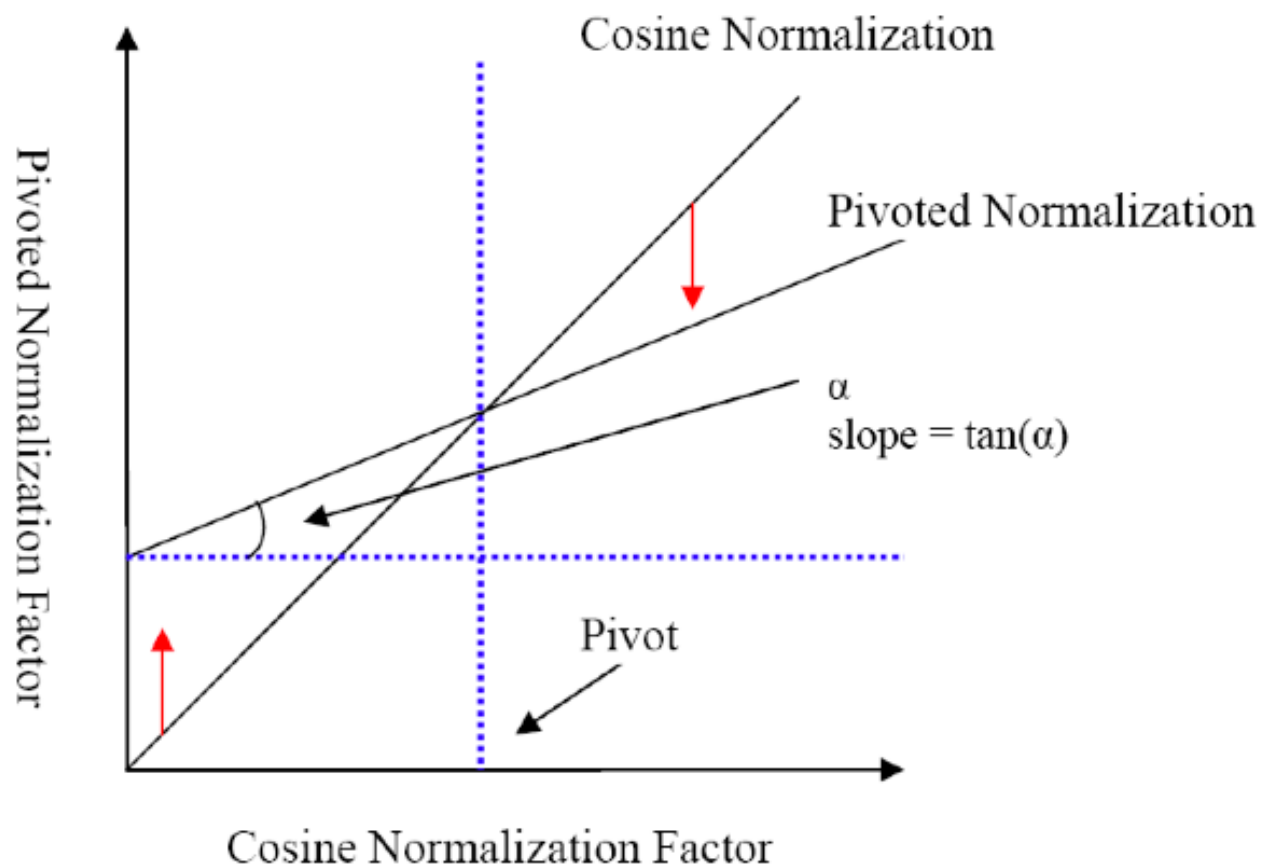 Cosine Normalization
Pivoted Normalization Factor
Pivoted Normalization
α
slope = tan(α)
Pivot
Cosine Normalization Factor